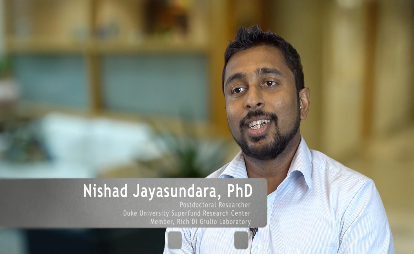 Nishad Jayasundara, PhD
Postdoctoral Researcher
Duke University Superfund Research Center
Member, Rich Di Giulio Laboratory